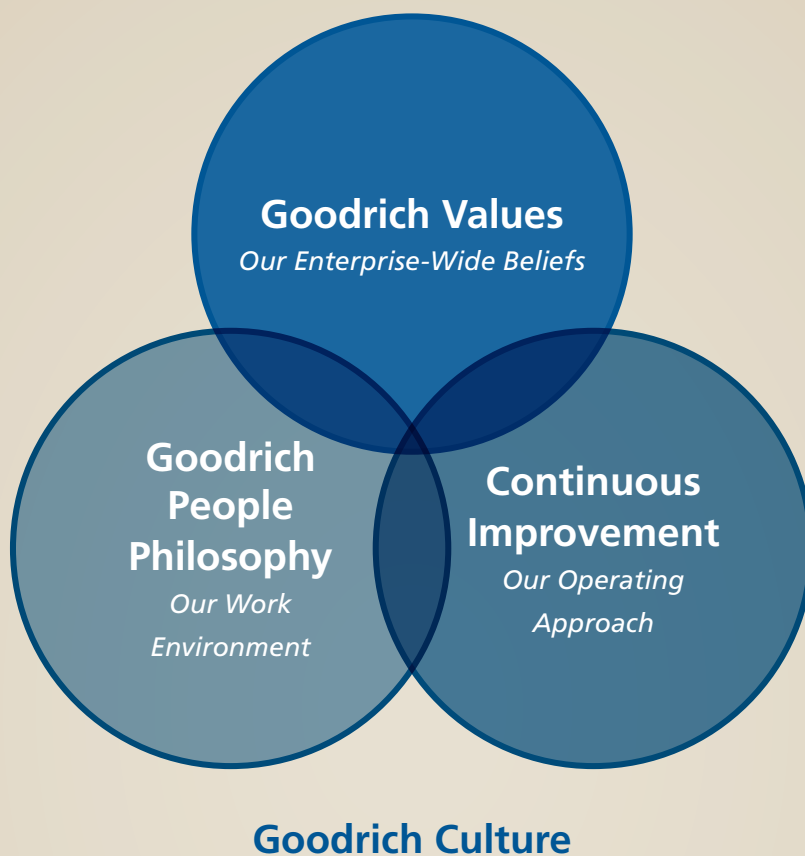 Goodrich Values
Our Enterprise-Wide Beliefs
Goodrich
People
Philosophy
Our Work
Environment
Continuous
Improvement
Our Operating
Approach
Goodrich Culture